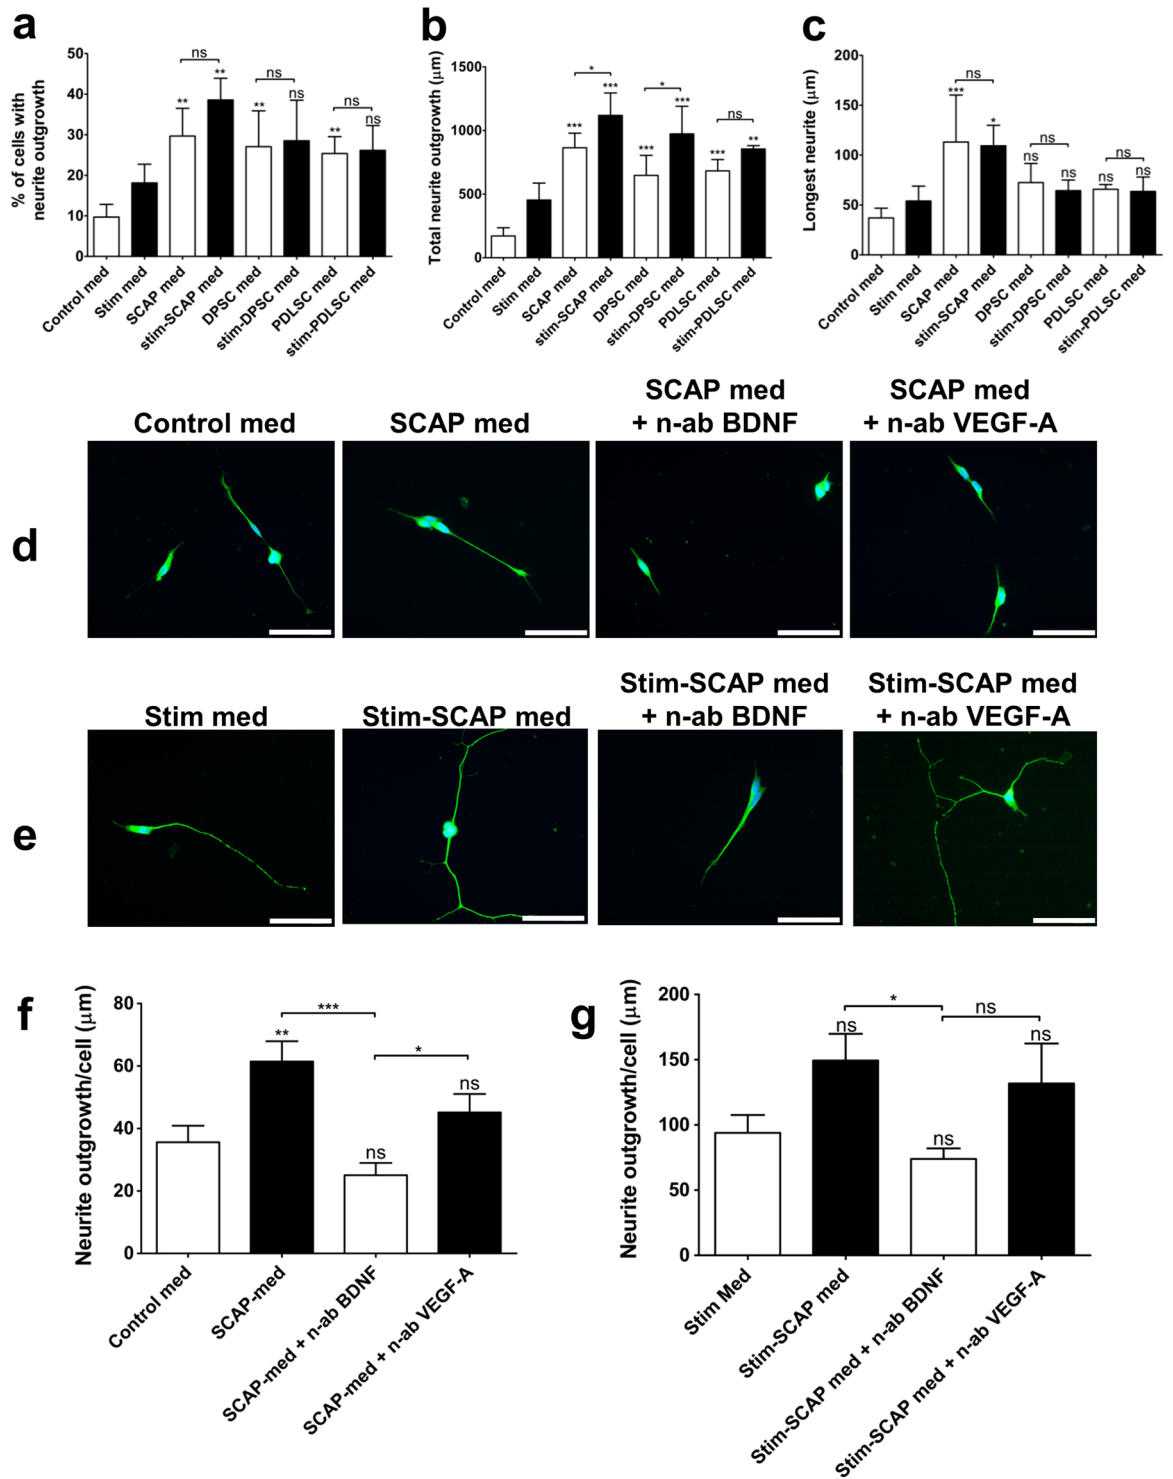 a
% of cells with
neurite outgrowth
50
40
30
20
10
0
ns
**
**
ns
**
ns
ns
**
ns
Control med
Stim med
SCAP med
stim-SCAP med
DPSC med
stim-DPSC med
PDLSC med
stim-PDLSC med
b
Total neurite outgrowth (µm)
1500
1000
500
0
*
***
***
*
***
***
ns
***
**
Control med
Stim med
SCAP med
stim-SCAP med
DPSC med
stim-DPSC med
PDLSC med
stim-PDLSC med
c
Longest neurite (µm)
200
150
100
50
0
ns
***
*
ns
ns
ns
ns
ns
ns
Control med
Stim med
SCAP med
stim-SCAP med
DPSC med
stim-DPSC med
PDLSC med
stim-PDLSC med
d
Control med
SCAP med
SCAP med
+ n-ab BDNF
SCAP med
+ n-ab VEGF-A
e
Stim med
Stim-SCAP med
Stim-SCAP med
+ n-ab BDNF
Stim-SCAP med
+ n-ab VEGF-A
f
Neurite outgrowth/cell (µm)
80
60
40
20
0
***
**
*
ns
ns
Control med
SCAP-med
SCAP-med + n-ab BDNF
SCAP-med + n-ab VEGF-A
g
Neurite outgrowth/cell (µm)
200
150
100
50
0
*
ns
ns
ns
ns
Stim Med
Stim-SCAP med
Stim-SCAP med + n-ab BDNF
Stim-SCAP med + n-ab VEGF-A